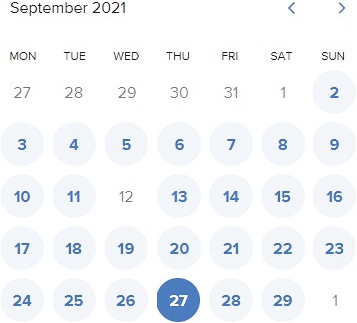 September 2021
MON TUE WED THU FRI SAT SUN
27 28 29 30 31 1 2
3 4 5 6 7 8 9
10 11 12 13 14 15 16
17 18 19 20 21 22 23
24 25 26 27 28 29 1